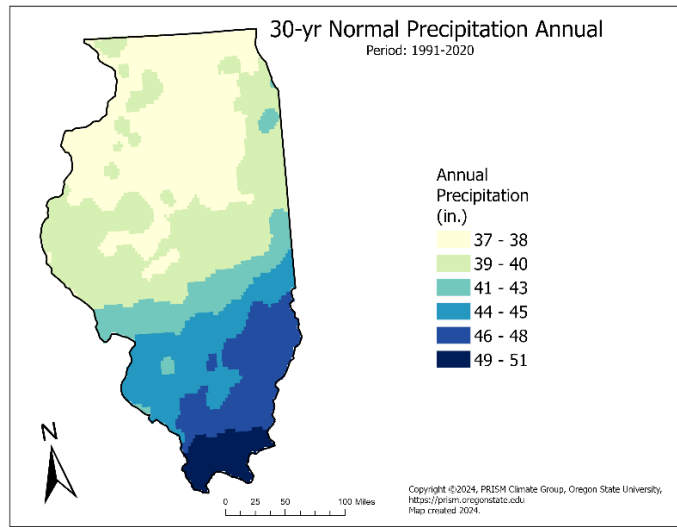 30-yr Normal Precipitation Annual
Period: 1991-2020
Annual
Precipitation
(in.)
37 - 38
39 - 40
41 - 43
44 - 45
46 - 48
49 - 51
N
0 25 50 100 Miles
Copyright ©2024, PRISM Climate Group, Oregon State University,
https://prism.oregonstate.edu
Map created 2024.